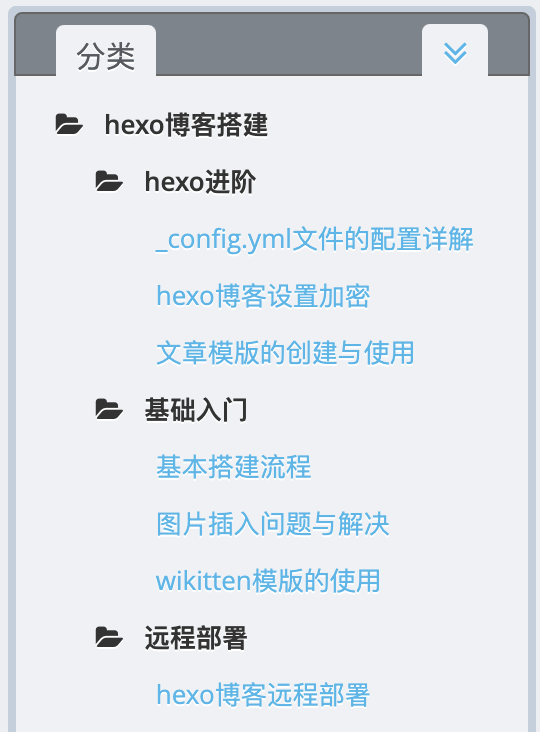 分类
hexo博客搭建
hexo进阶
_config.yml文件的配置详解
hexo博客设置加密
文章模版的创建与使用
基础入门
基本搭建流程
图片插入问题与解决
wikitten模版的使用
远程部署
hexo博客远程部署